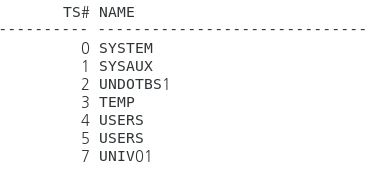 TS# NAME
---------- ------------------------------
0 SYSTEM
1 SYSAUX
2 UNDOTBS1
3 TEMP
4 USERS
5 USERS
7 UNIV01